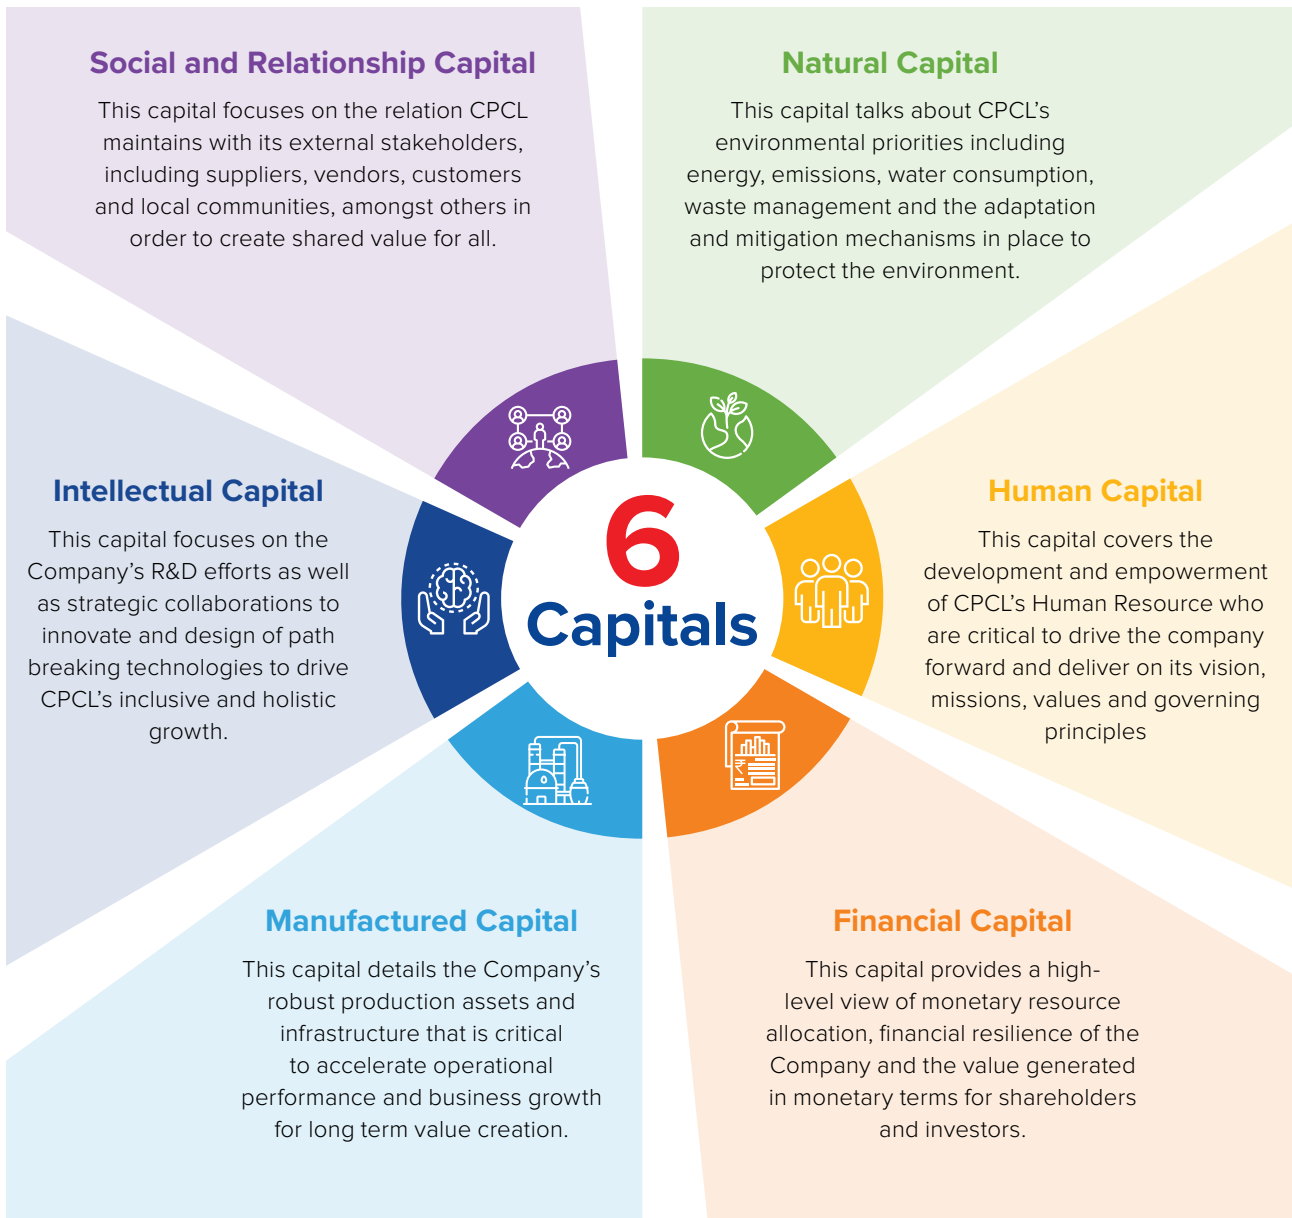 Social and Relationship Capital
This capital focuses on the relation CPCL
maintains with its external stakeholders,
including suppliers, vendors, customers
and local communities, amongst others in
order to create shared value for all.
Natural Capital
This capital talks about CPCL’s
environmental priorities including
energy, emissions, water consumption,
waste management and the adaptation
and mitigation mechanisms in place to
protect the environment.
Intellectual Capital
This capital focuses on the
Company’s R&D efforts as well
as strategic collaborations to
innovate and design of path
breaking technologies to drive
CPCL’s inclusive and holistic
growth.
6
Capitals
Human Capital
This capital covers the
development and empowerment
of CPCL’s Human Resource who
are critical to drive the company
forward and deliver on its vision,
missions, values and governing
principles
₹
Manufactured Capital
This capital details the Company’s
robust production assets and
infrastructure that is critical
to accelerate operational
performance and business growth
for long term value creation.
Financial Capital
This capital provides a high-
level view of monetary resource
allocation, financial resilience of the
Company and the value generated
in monetary terms for shareholders
and investors.